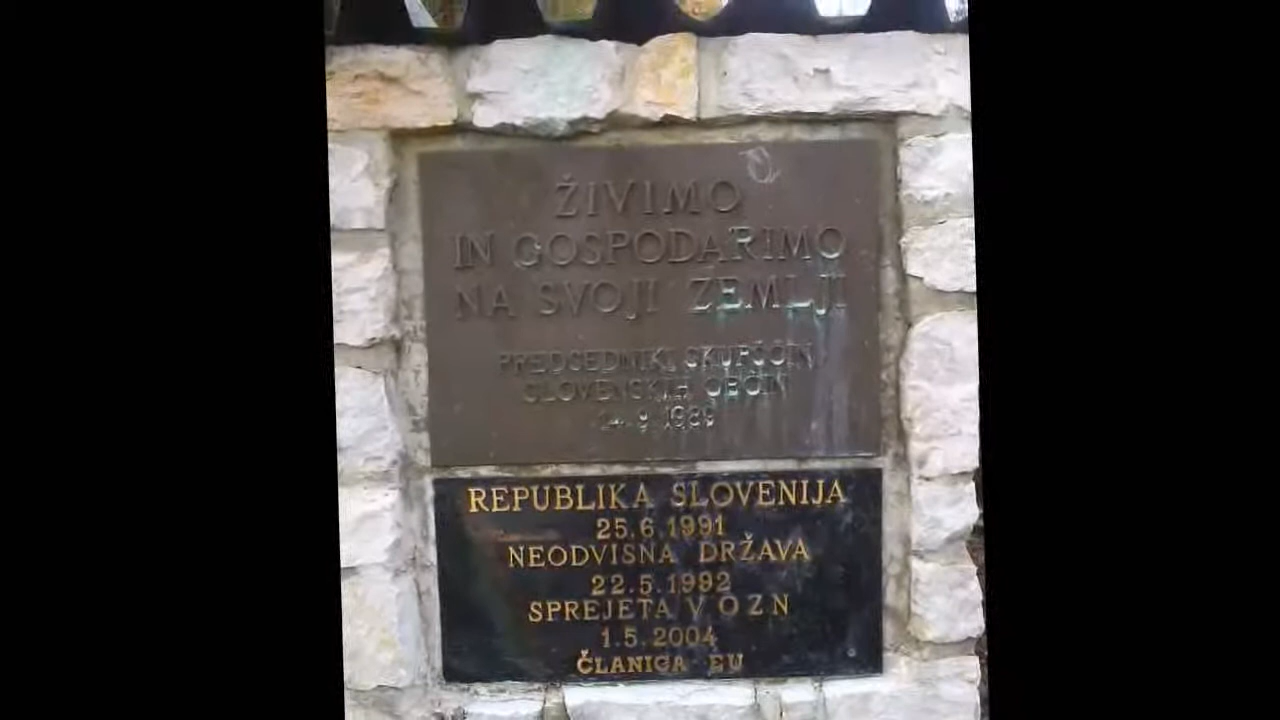 ŽIVIMO
IN GOSPODARIMO
NA SVOJI ZEMLJI
PREDSEDNIKI SKUPŠČIN
SLOVENSKIH OBČIN
9 1989
REPUBLIKA SLOVENIJA
25.6.1991
NEODVISNA DRŽAVA
22.5.1992
SPREJETA V OZN
1.5.2004
ČLANICA EU